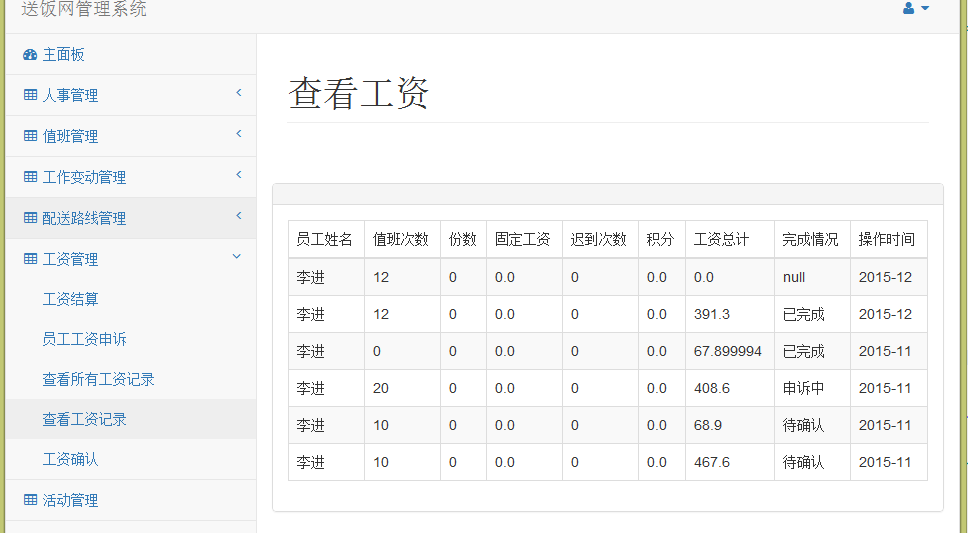 送饭网管理系统
主面板
人事管理
值班管理
工作变动管理
配送路线管理
工资管理
工资结算
员工工资申诉
查看所有工资记录
查看工资记录
工资确认
活动管理
查看工资
员工姓名 值班次数 份数 固定工资 迟到次数 积分 工资总计 完成情况 操作时间
李进 12 0 0.0 0 0.0 0.0 null 2015-12
李进 12 0 0.0 0 0.0 391.3 已完成 2015-12
李进 0 0 0.0 0 0.0 67.899994 已完成 2015-11
李进 20 0 0.0 0 0.0 408.6 申诉中 2015-11
李进 10 0 0.0 0 0.0 68.9 待确认 2015-11
李进 10 0 0.0 0 0.0 467.6 待确认 2015-11